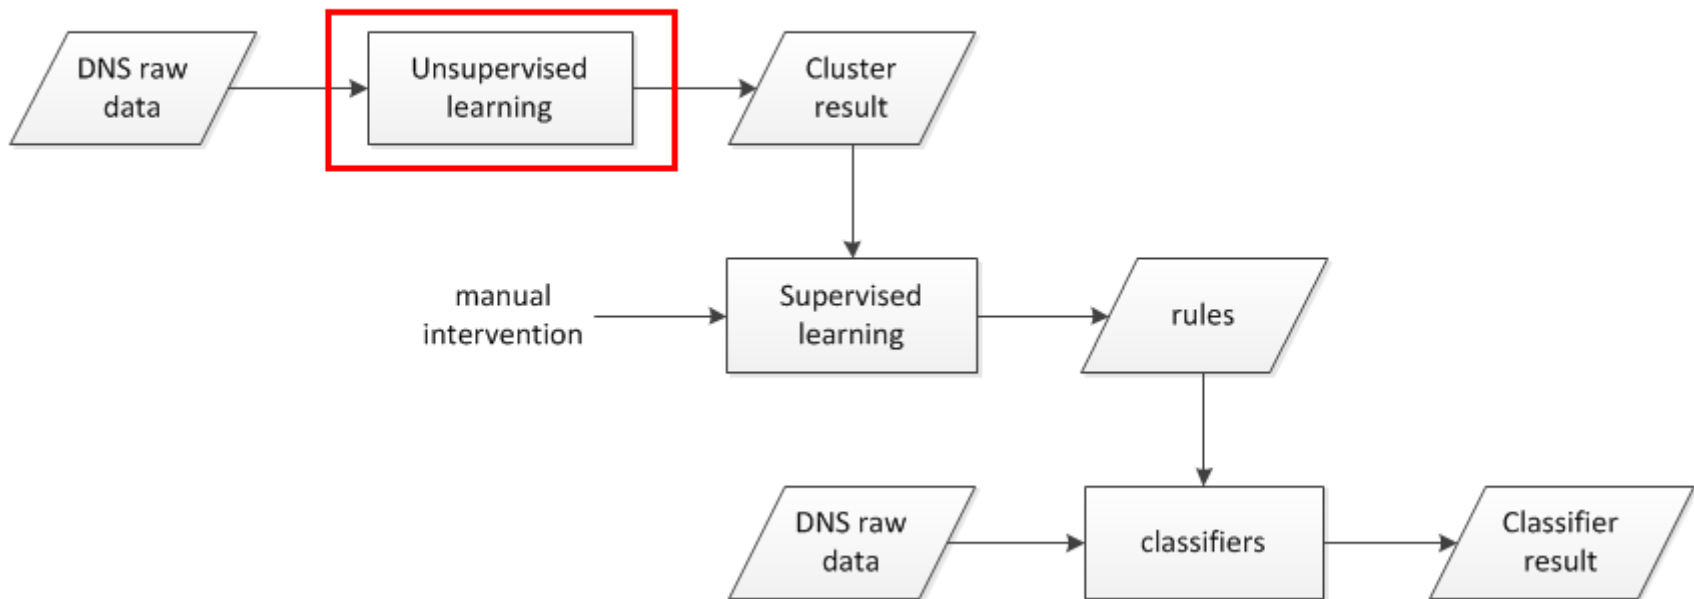 DNS raw
data
Unsupervised
learning
Cluster
result
manual
intervention
Supervised
learning
rules
DNS raw
data
classifiers
Classifier
result